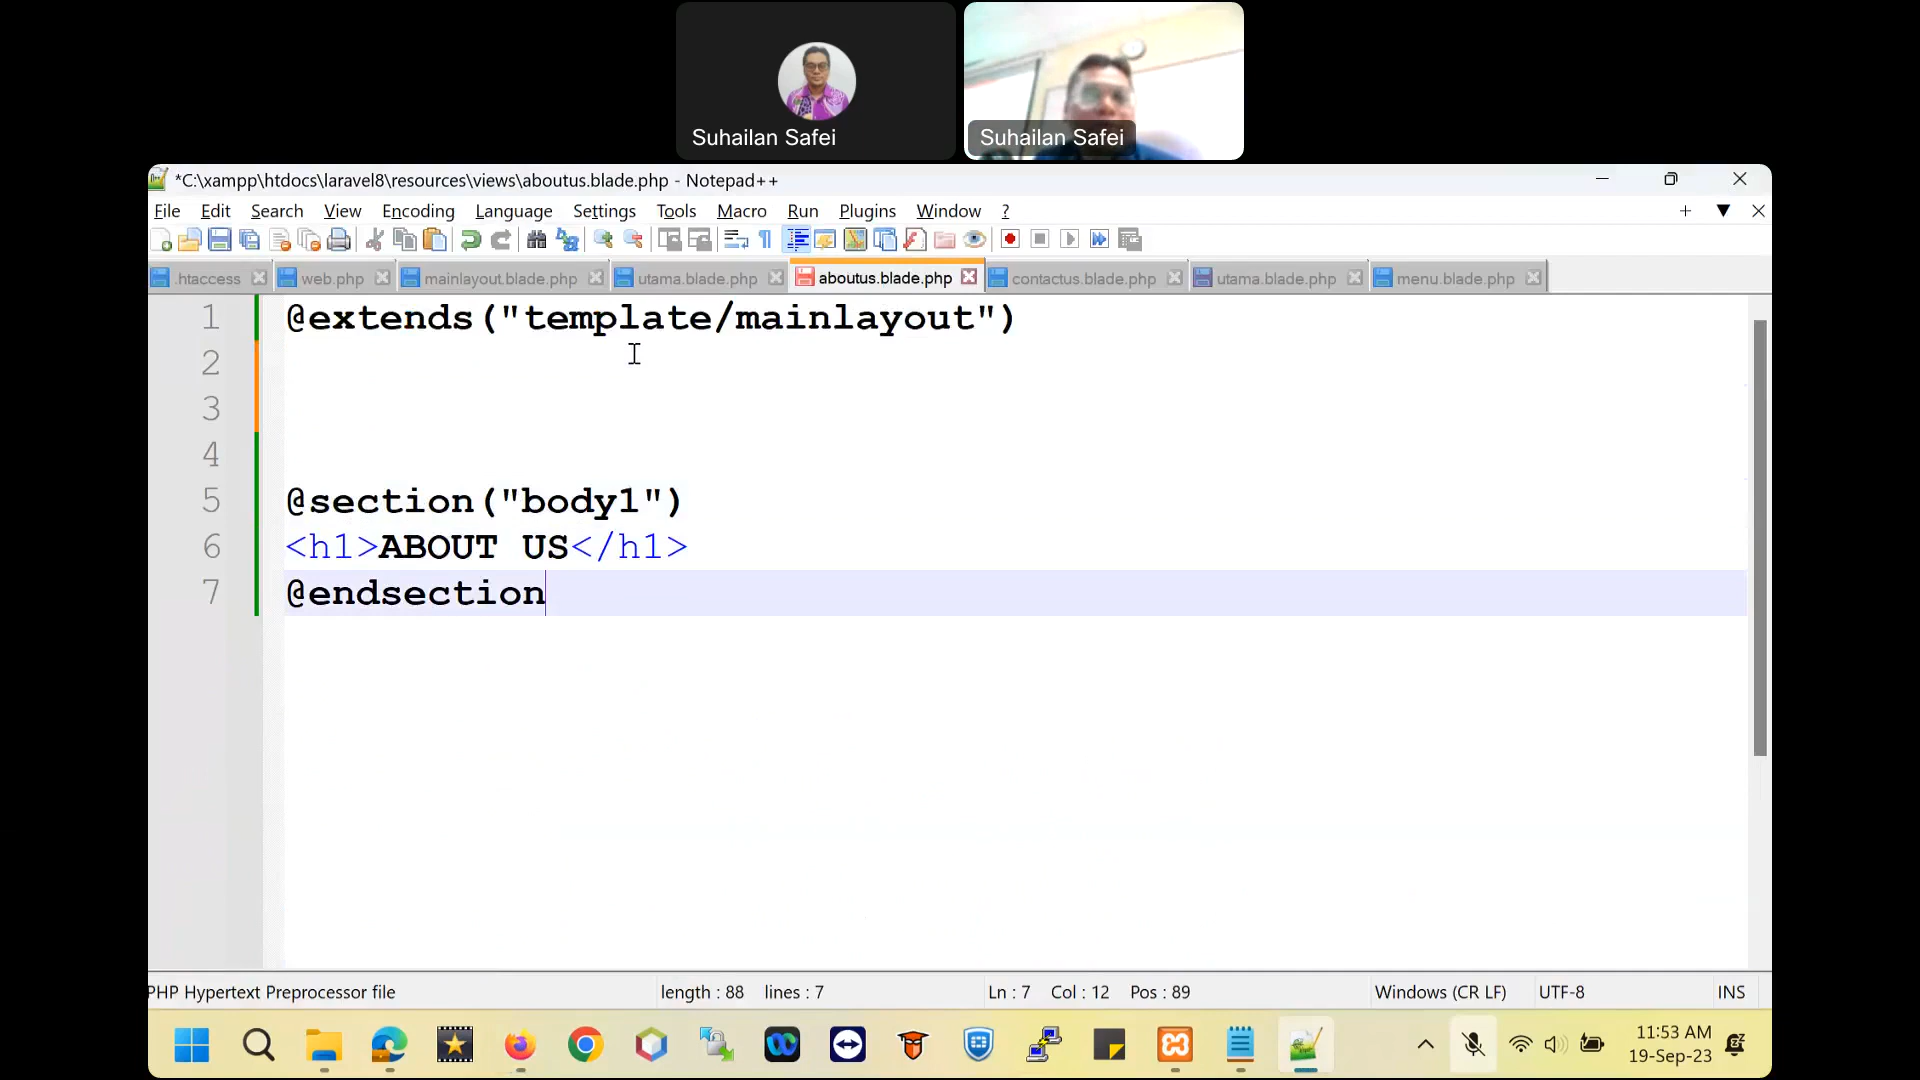 Suhailan Safei
Suhailan Safei
*C:\xampp\htdocs\laravel8\resources\views\aboutus.blade.php - Notepad++
File Edit Search View Encoding Language Settings Tools Macro Run Plugins Window ?
.htaccess web.php mainlayout.blade.php utama.blade.php aboutus.blade.php contactus.blade.php utama.blade.php menu.blade.php
1 @extends("template/mainlayout")
2
3
4
5 @section("body1")
6 <h1>ABOUT US</h1>
7 @endsection
PHP Hypertext Preprocessor file length : 88 lines : 7 Ln : 7 Col : 12 Pos : 89 Windows (CR LF) UTF-8 INS
11:53 AM
19-Sep-23